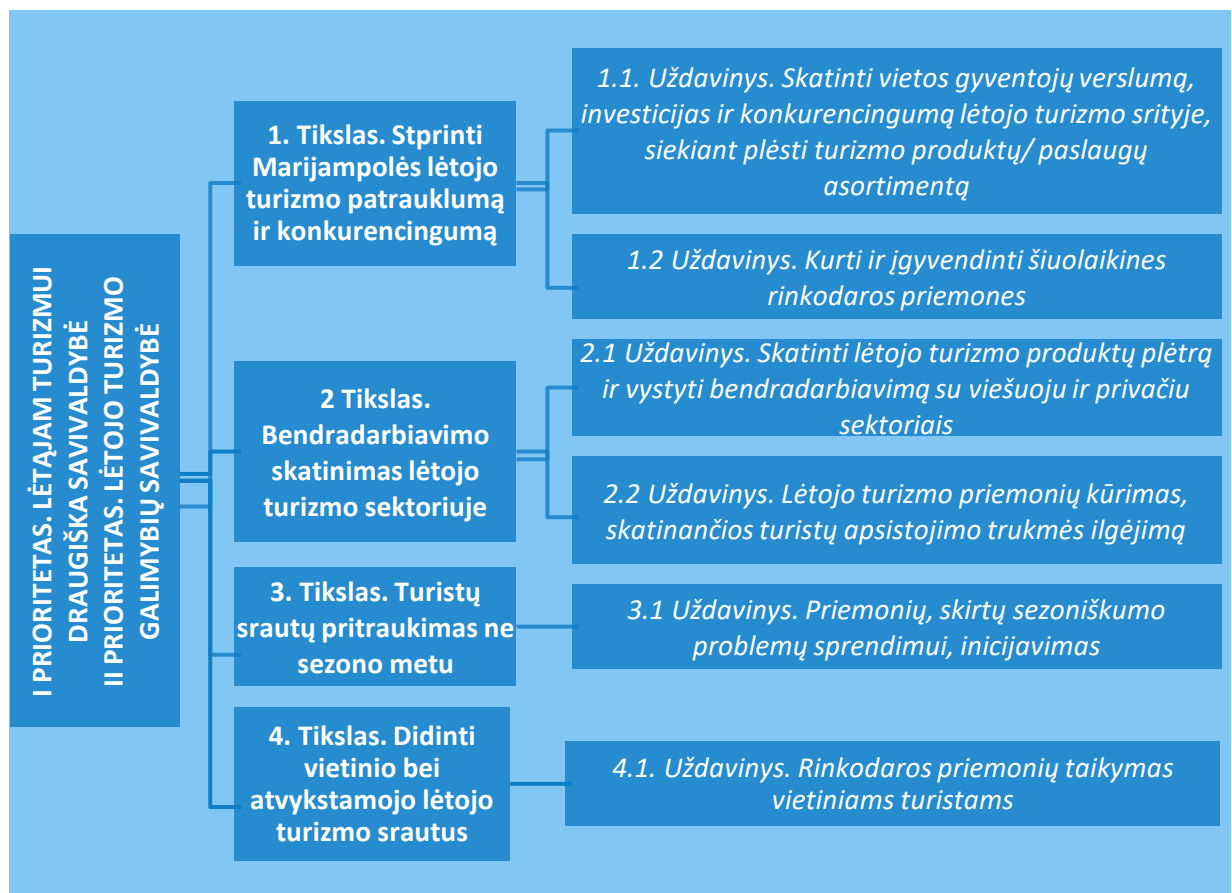 I PRIORITETAS. LĖTĄJAM TURIZMUI
DRAUGIŠKA SAVIVALDYBĖ
II PRIORITETAS. LĖTOJO TURIZMO
GALIMYBIŲ SAVIVALDYBĖ
1. Tikslas. Stprinti
Marijampolės lėtojo
turizmo patrauklumą
ir konkurencingumą
1.1. Uždavinys. Skatinti vietos gyventojų verslumą,
investicijas ir konkurencingumą lėtojo turizmo srityje,
siekiant plėsti turizmo produktų/ paslaugų
asortimentą
1.2 Uždavinys. Kurti ir įgyvendinti šiuolaikines
rinkodaros priemones
2 Tikslas.
Bendradarbiavimo
skatinimas lėtojo
turizmo sektoriuje
2.1 Uždavinys. Skatinti lėtojo turizmo produktų plėtrą
ir vystyti bendradarbiavimą su viešuoju ir privačiu
sektoriais
2.2 Uždavinys. Lėtojo turizmo priemonių kūrimas,
skatinančios turistų apsistojimo trukmės ilgėjimą
3. Tikslas. Turistų
srautų pritraukimas ne
sezono metu
3.1 Uždavinys. Priemonių, skirtų sezoniškumo
problemų sprendimui, inicijavimas
4. Tikslas. Didinti
vietinio bei
atvykstamojo lėtojo
turizmo srautus
4.1. Uždavinys. Rinkodaros priemonių taikymas
vietiniams turistams